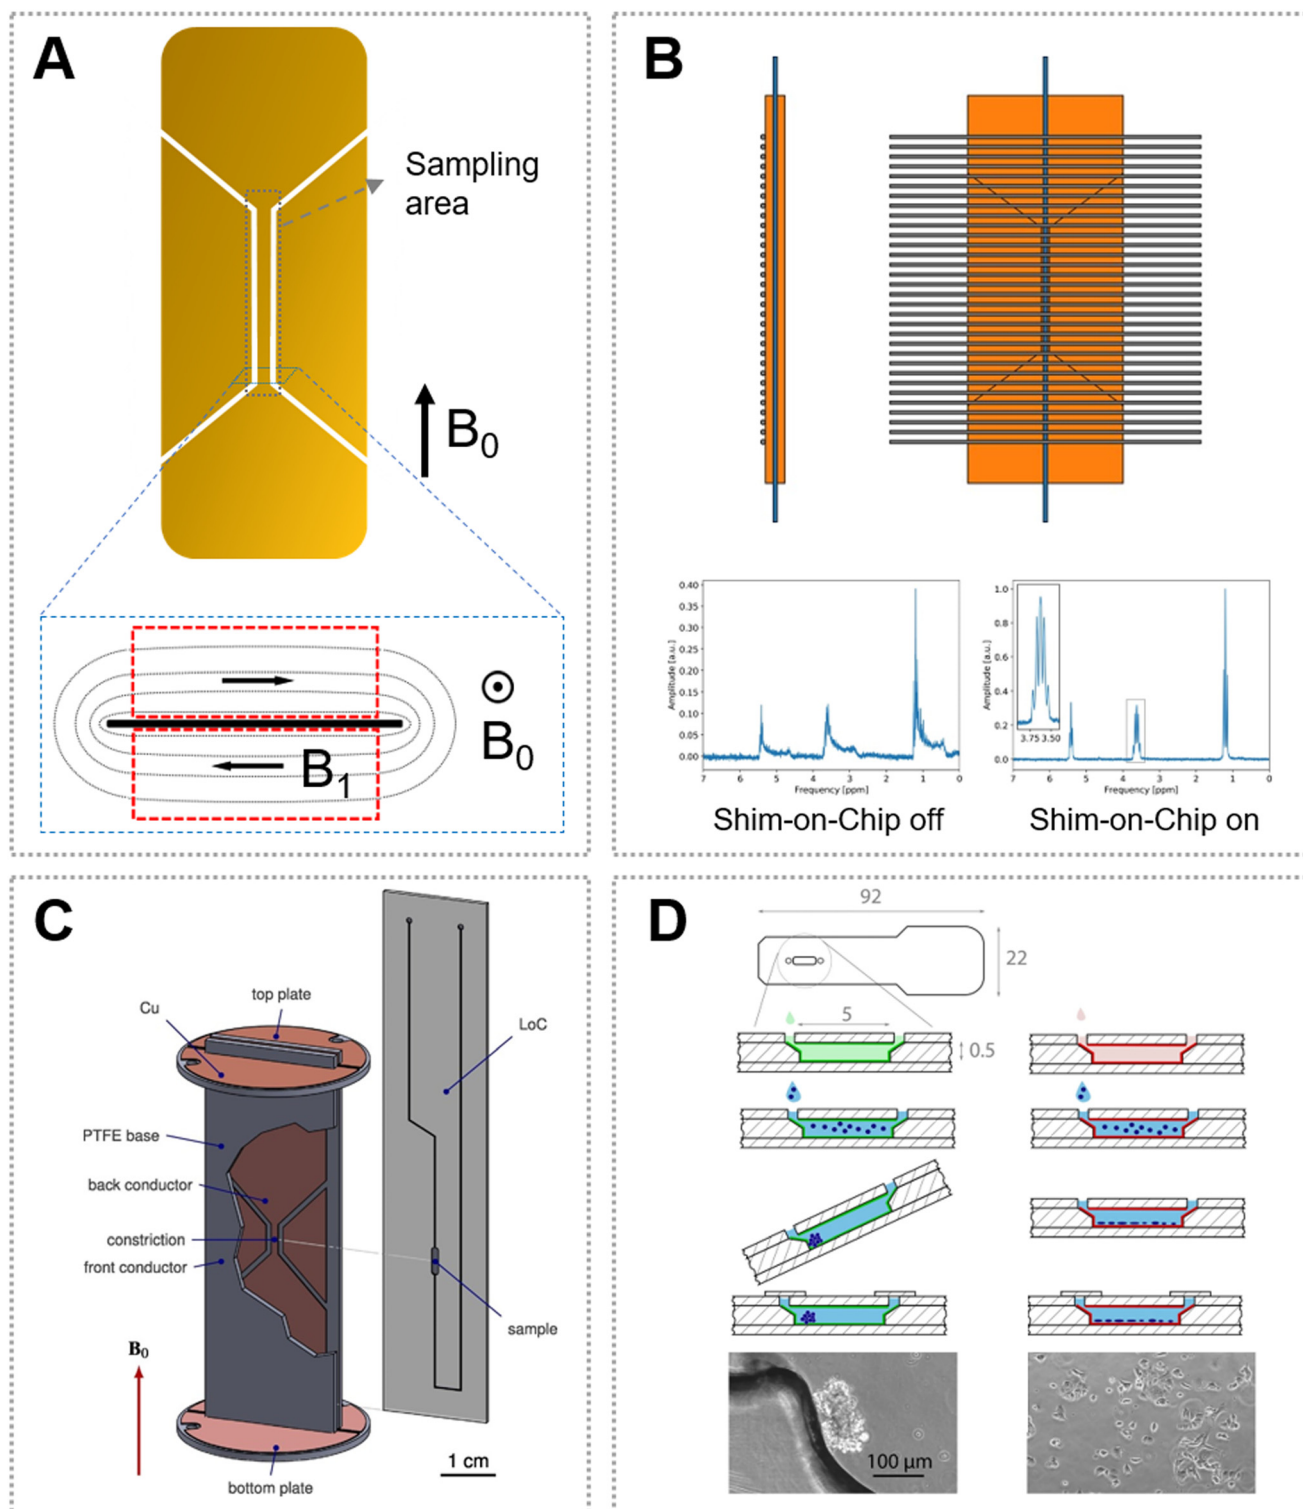 A
Sampling
area
B0
B0
B1
B
0.40
0.35
0.30
0.25
0.20
0.15
0.10
0.05
0.00
Amplitude [a.u.]
7 6 5 4 3 2 1 0
Frequency [ppm]
Shim-on-Chip off
1.0
0.8
0.6
0.4
0.2
0.0
Amplitude [a.u.]
3.75 3.50
7 6 5 4 3 2 1 0
Frequency [ppm]
Shim-on-Chip on
C
top plate
Cu
LoC
PTFE base
back conductor
constriction
front conductor
sample
B0
1 cm
bottom plate
D
92
22
5
0.5
100 µm